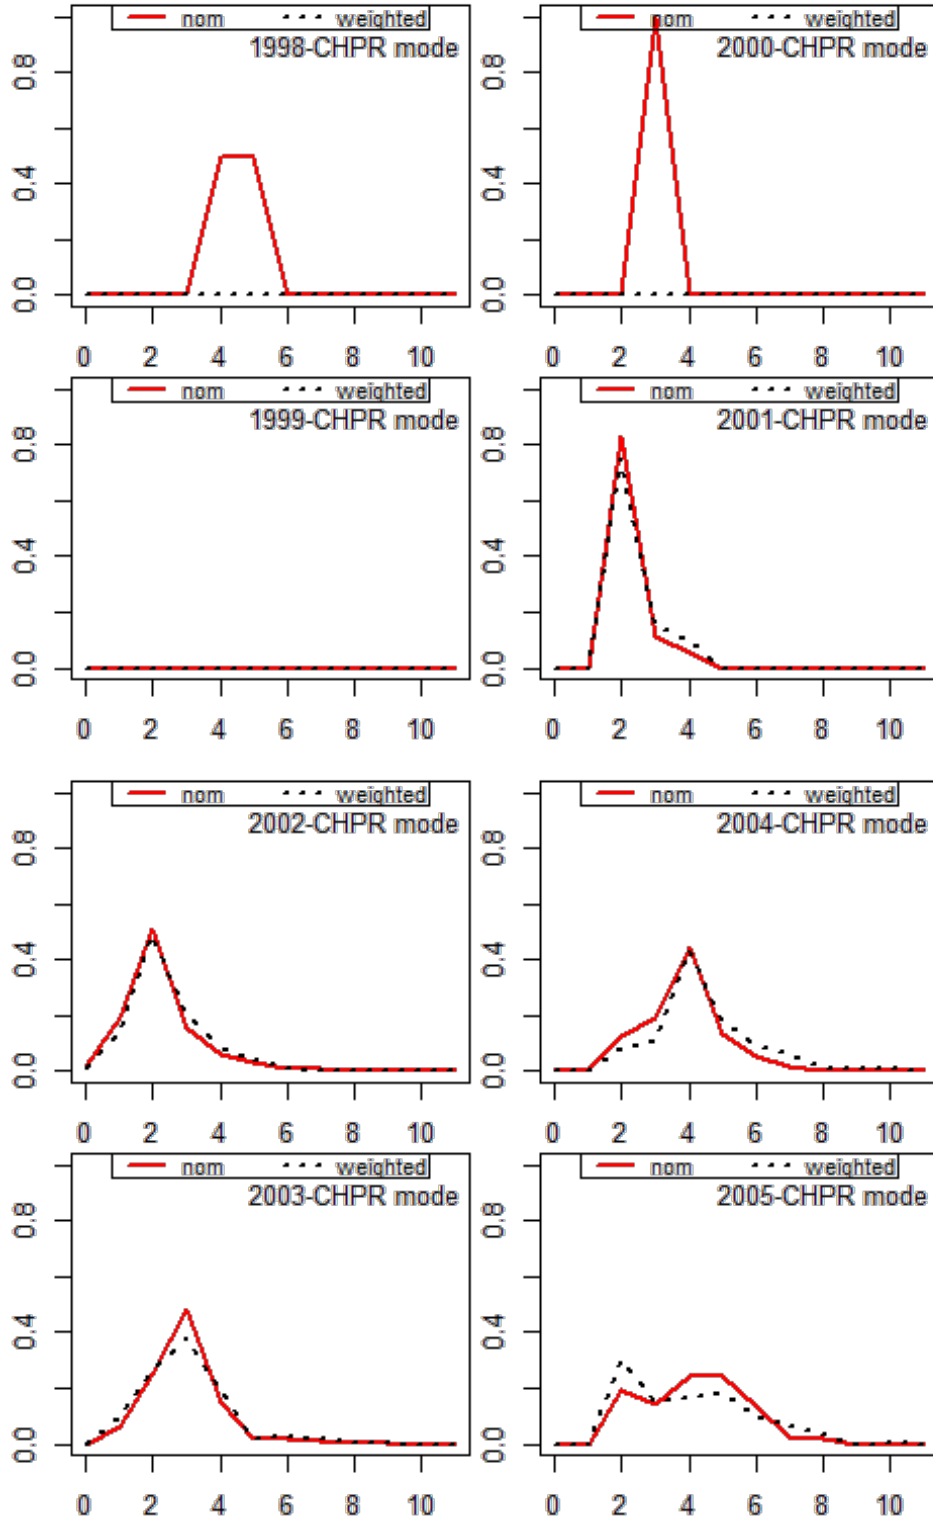 nom weighted nom weighted
1998-CHPR mode 2000-CHPR mode
0.8 0.8
0.4 0.4
0.0 0.0
0 2 4 6 8 10 0 2 4 6 8 10
nom weighted nom weighted
1999-CHPR mode 2001-CHPR mode
0.8 0.8
0.4 0.4
0.0 0.0
0 2 4 6 8 10 0 2 4 6 8 10
nom weighted nom weighted
2002-CHPR mode 2004-CHPR mode
0.8 0.8
0.4 0.4
0.0 0.0
0 2 4 6 8 10 0 2 4 6 8 10
nom weighted nom weighted
2003-CHPR mode 2005-CHPR mode
0.8 0.8
0.4 0.4
0.0 0.0
0 2 4 6 8 10 0 2 4 6 8 10